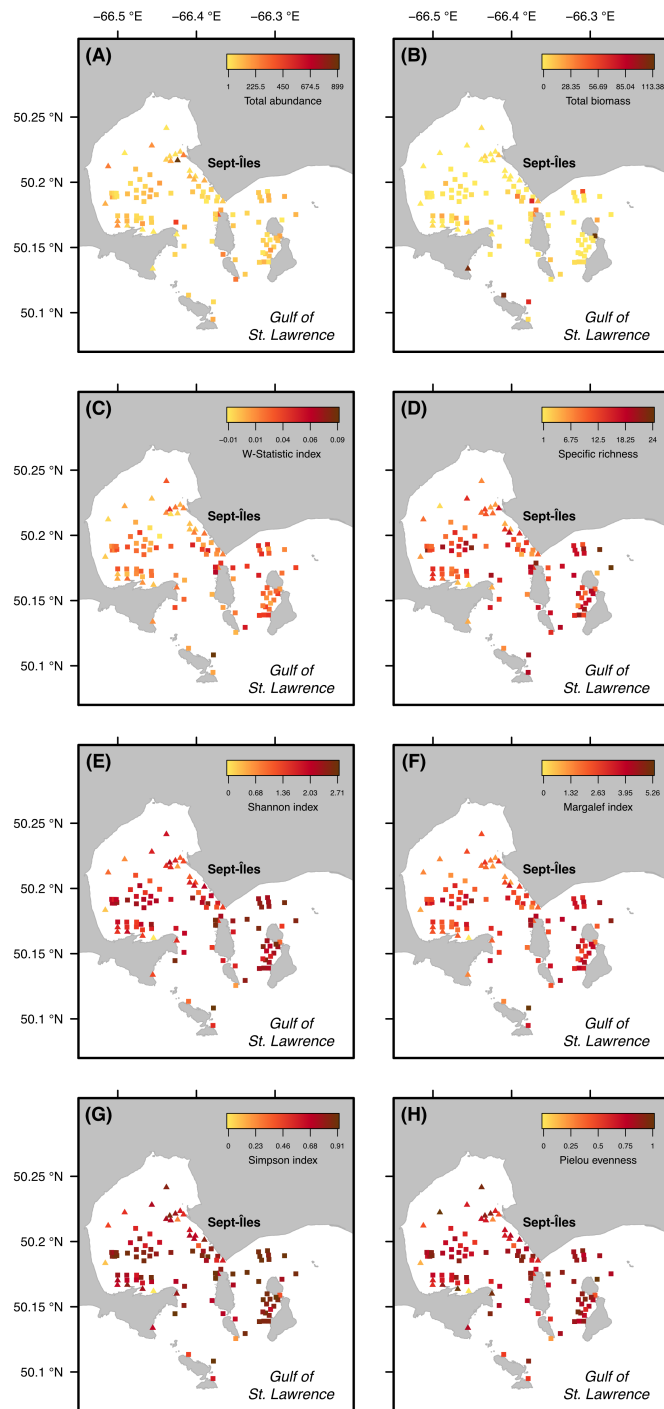 −66.5 °W −66.4 °W −66.3 °W −66.5 °W −66.4 °W −66.3 °W
(A) (B)
1 225.5 450 674.5 899 0 28.35 56.69 85.04 113.38
Total abundance Total biomass
50.25 °N
Sept-Îles Sept-Îles
50.2 °N
50.15 °N
50.1 °N
Gulf of Gulf of
St. Lawrence St. Lawrence
(C) (D)
−0.01 0.01 0.04 0.06 0.09 1 6.75 12.5 18.25 24
W-Statistic index Specific richness
50.25 °N
Sept-Îles Sept-Îles
50.2 °N
50.15 °N
50.1 °N
Gulf of Gulf of
St. Lawrence St. Lawrence
(E) (F)
0 0.68 1.36 2.03 2.71 0 1.32 2.63 3.95 5.26
Shannon index Margalef index
50.25 °N
Sept-Îles Sept-Îles
50.2 °N
50.15 °N
50.1 °N
Gulf of Gulf of
St. Lawrence St. Lawrence
(G) (H)
0 0.23 0.46 0.68 0.91 0 0.25 0.5 0.75 1
Simpson index Pielou evenness
50.25 °N
Sept-Îles Sept-Îles
50.2 °N
50.15 °N
50.1 °N
Gulf of Gulf of
St. Lawrence St. Lawrence